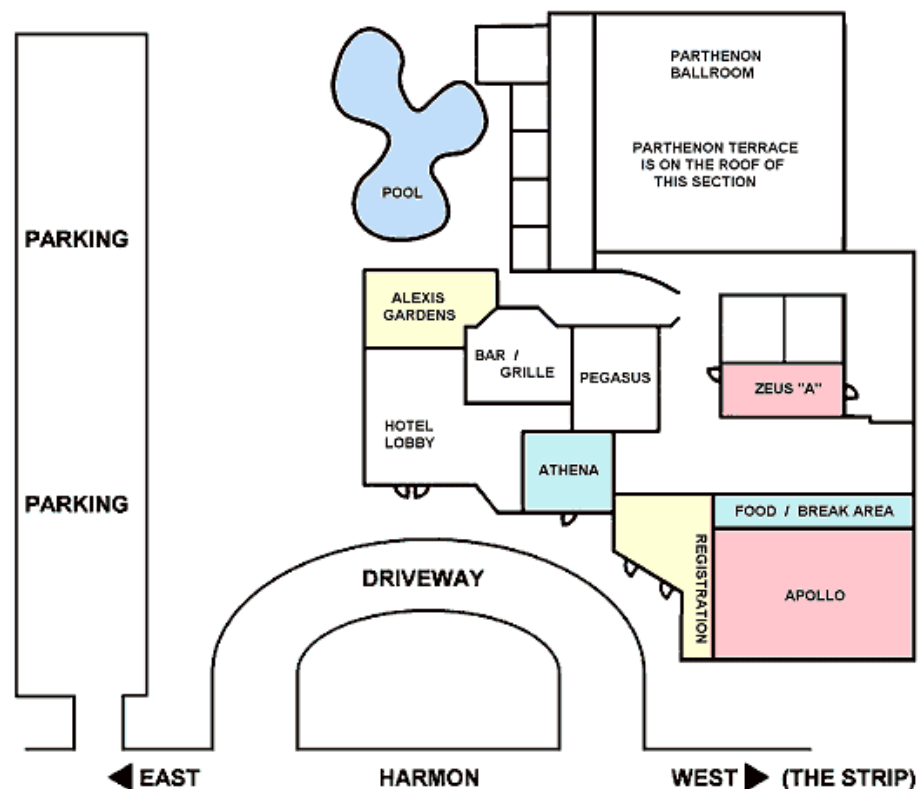 PARTHENON
BALLROOM
PARTHENON TERRACE
IS ON THE ROOF OF
THIS SECTION
POOL
PARKING
ALEXIS
GARDENS
BAR /
GRILLE
PEGASUS
ZEUS "A"
HOTEL
LOBBY
ATHENA
PARKING
FOOD / BREAK AREA
REGISTRATION
DRIVEWAY
APOLLO
EAST
HARMON
WEST
(THE STRIP)